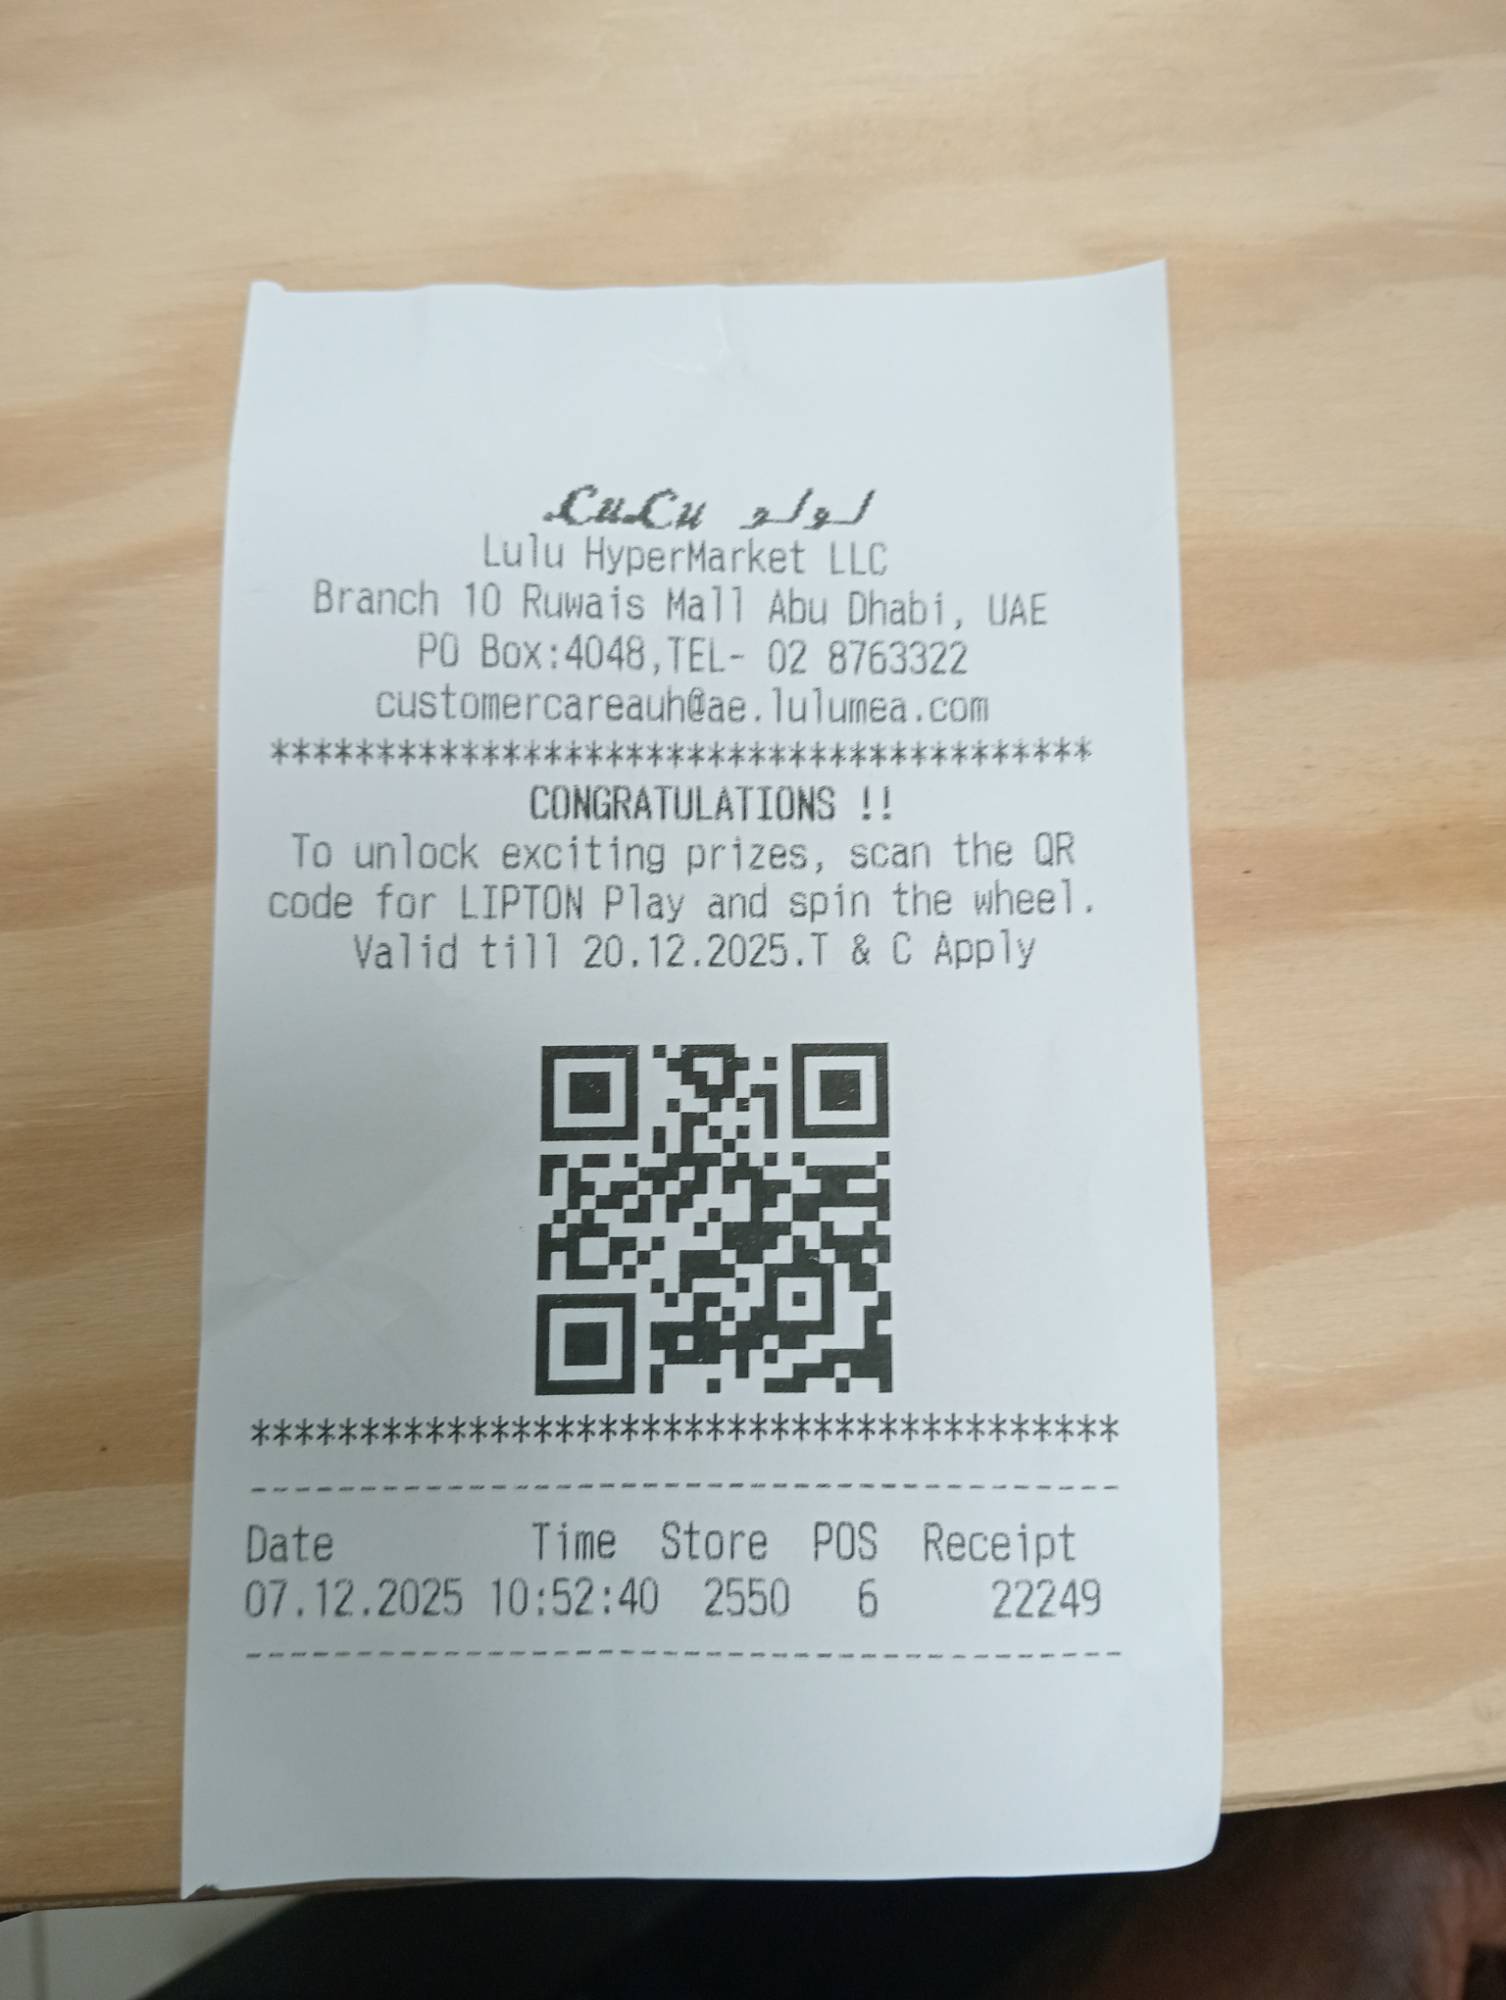 LuLu لولو
Lulu HyperMarket LLC
Branch 10 Ruwais Mall Abu Dhabi, UAE
PO Box:4048,TEL- 02 8763322
customercareauh@ae.lulumea.com
****************************************
CONGRATULATIONS !!
To unlock exciting prizes, scan the QR
code for LIPTON Play and spin the wheel.
Valid till 20.12.2025.T & C Apply
****************************************
----------------------------------------
Date Time Store POS Receipt
07.12.2025 10:52:40 2550 6 22249
----------------------------------------